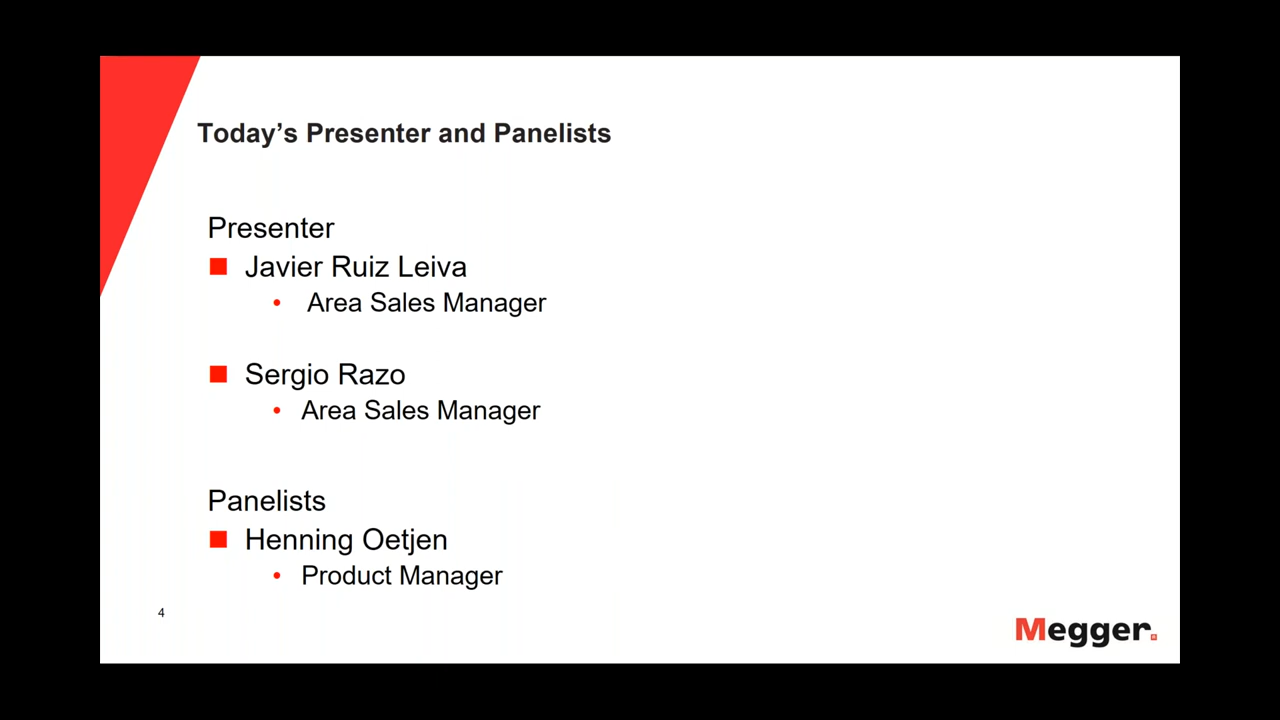 Today's Presenter and Panelists
Presenter
Javier Ruiz Leiva
• Area Sales Manager
Sergio Razo
• Area Sales Manager
Panelists
Henning Oetjen
• Product Manager
4
Megger.